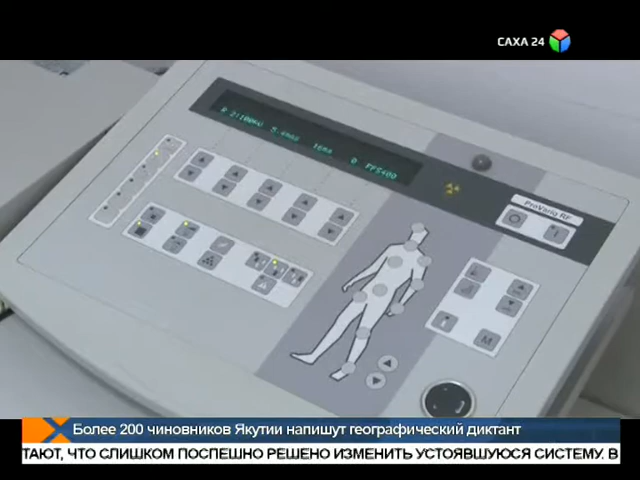 САХА 24
ProVario RF
M
Более 200 чиновников Якутии напишут географический диктант
ТАЮТ, ЧТО СЛИШКОМ ПОСПЕШНО РЕШЕНО ИЗМЕНИТЬ УСТОЯВШУЮСЯ СИСТЕМУ. В